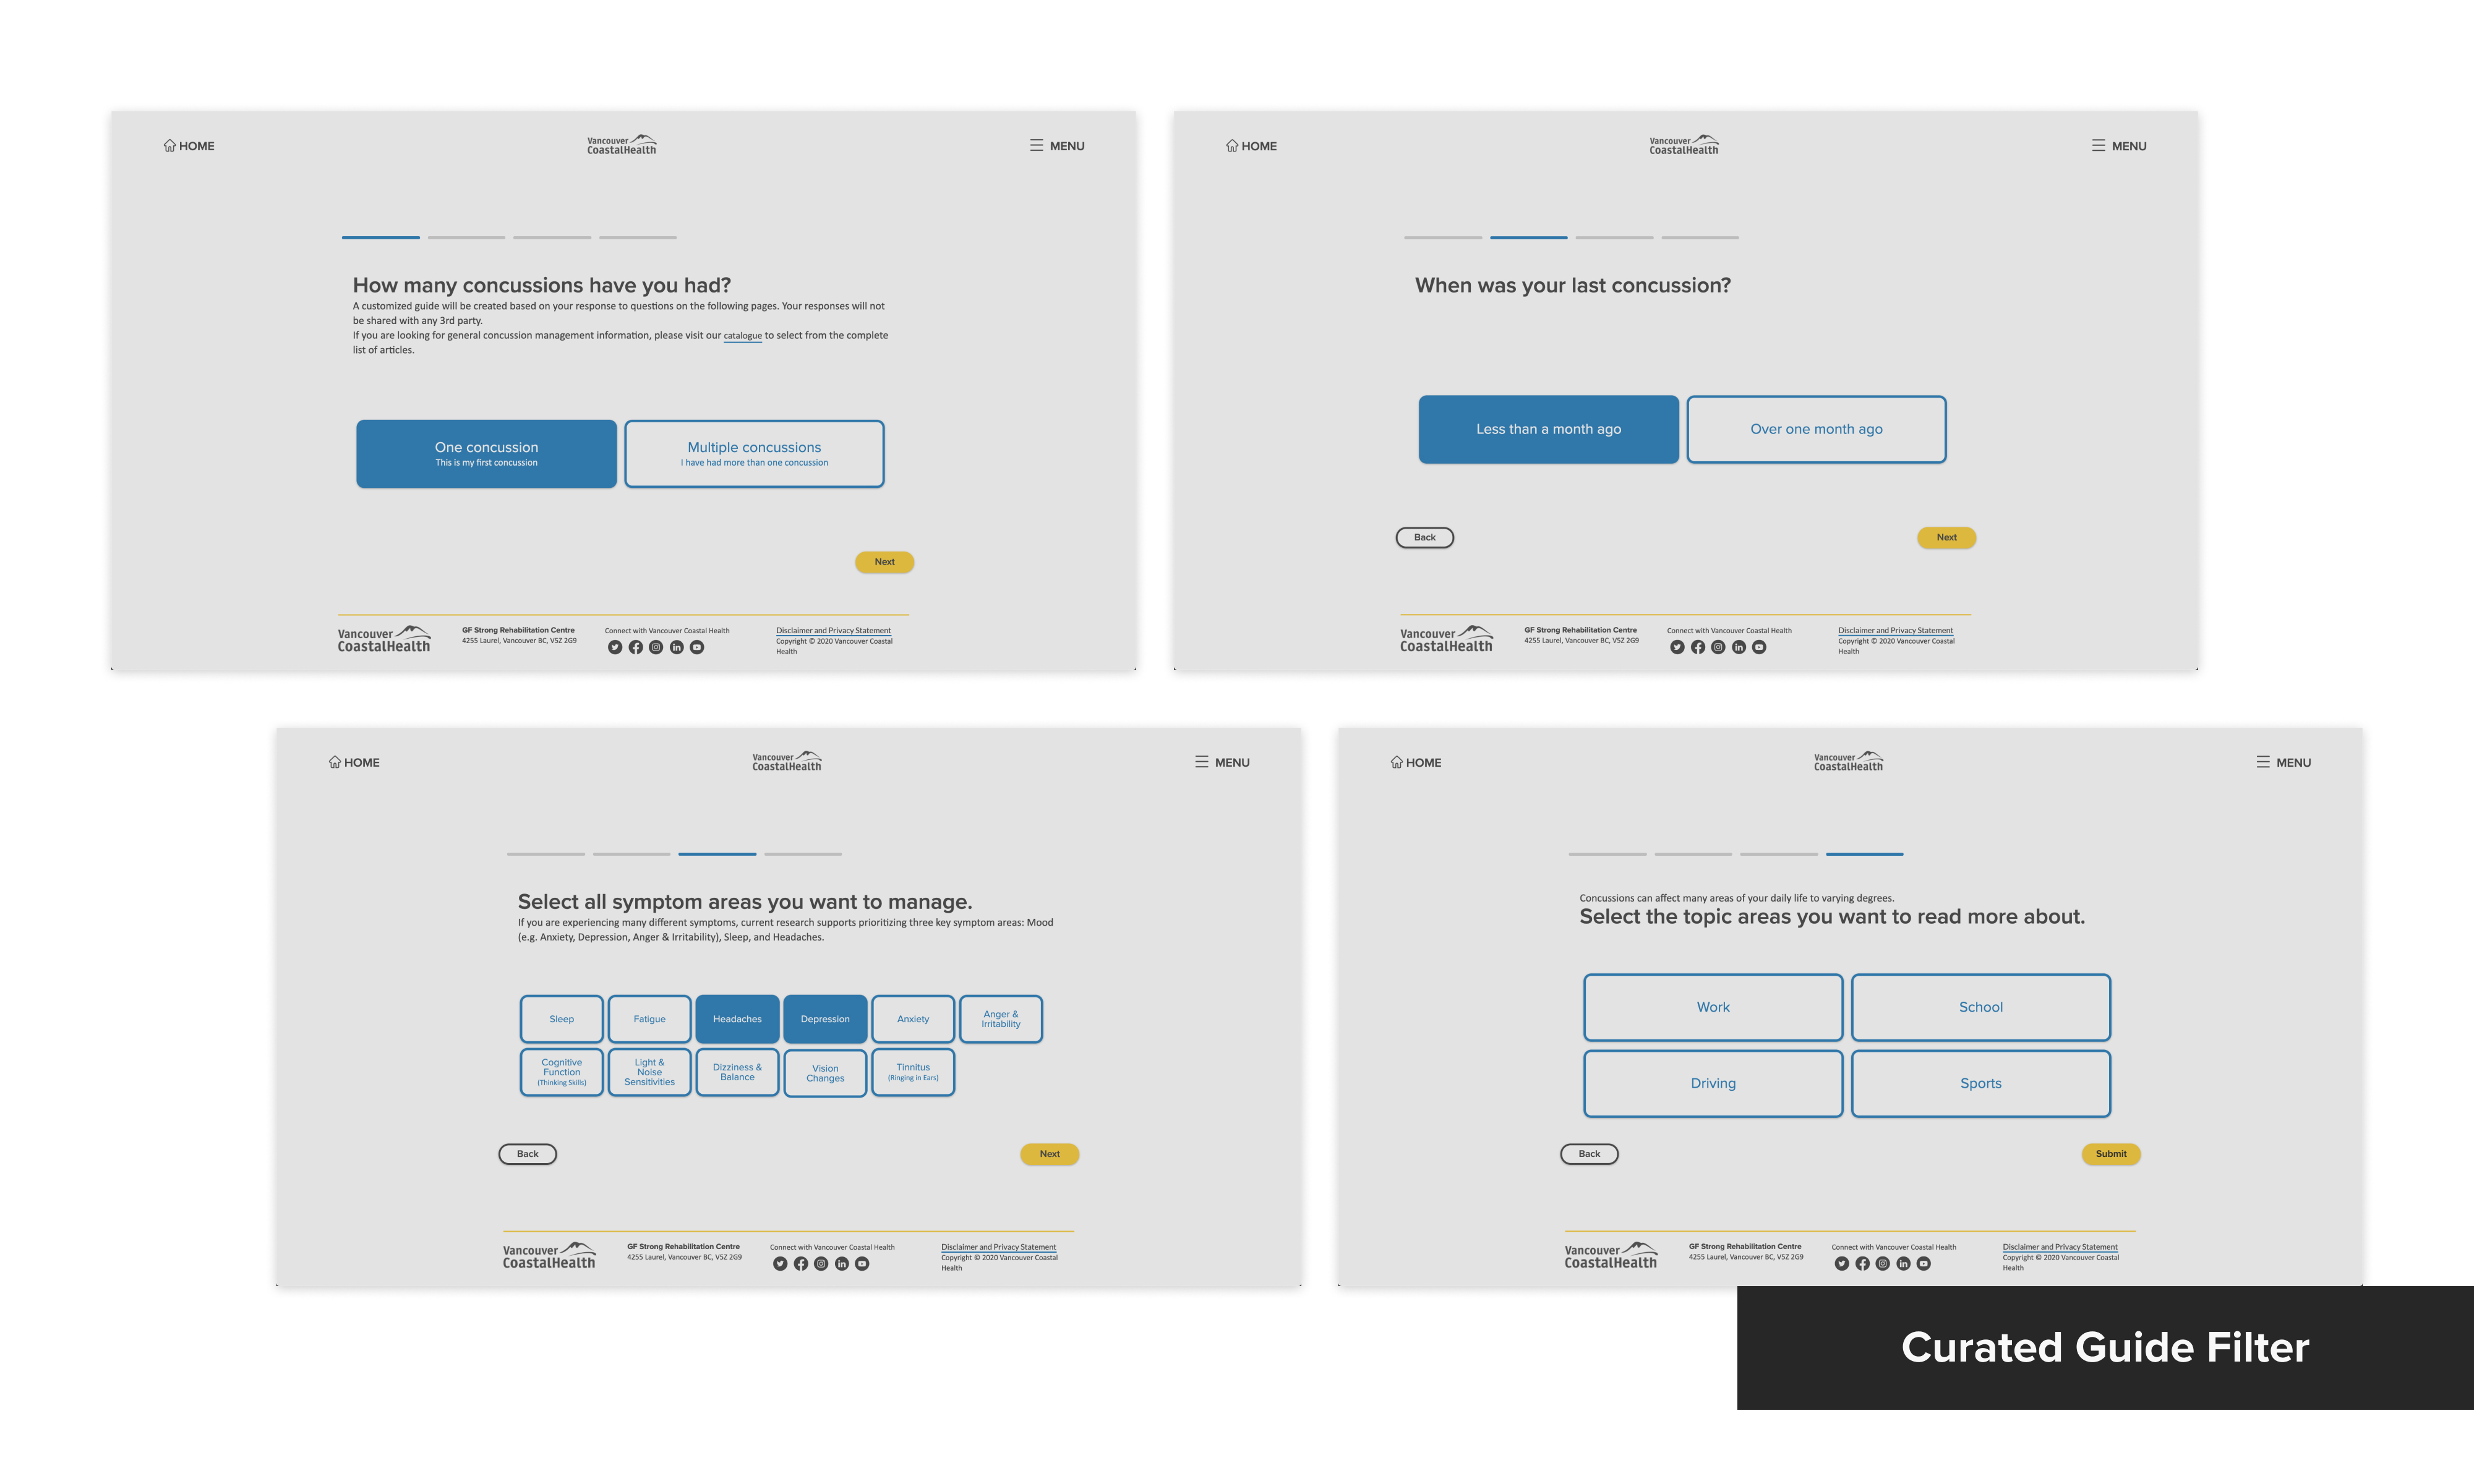 HOME
Vancouver
CoastalHealth
MENU
How many concussions have you had?
A customized guide will be created based on your response to questions on the following pages. Your responses will not
be shared with any 3rd party.
If you are looking for general concussion management information, please visit our catalogue to select from the complete
list of articles.
One concussion
This is my first concussion
Multiple concussions
I have had more than one concussion
Next
Vancouver
CoastalHealth
GF Strong Rehabilitation Centre
4255 Laurel, Vancouver BC, V5Z 2G9
Connect with Vancouver Coastal Health
Disclaimer and Privacy Statement
Copyright © 2020 Vancouver Coastal
Health
HOME
Vancouver
CoastalHealth
MENU
When was your last concussion?
Less than a month ago
Over one month ago
Back
Next
Vancouver
CoastalHealth
GF Strong Rehabilitation Centre
4255 Laurel, Vancouver BC, V5Z 2G9
Connect with Vancouver Coastal Health
Disclaimer and Privacy Statement
Copyright © 2020 Vancouver Coastal
Health
HOME
Vancouver
CoastalHealth
MENU
Select all symptom areas you want to manage.
If you are experiencing many different symptoms, current research supports prioritizing three key symptom areas: Mood
(e.g. Anxiety, Depression, Anger & Irritability), Sleep, and Headaches.
Sleep
Fatigue
Headaches
Depression
Anxiety
Anger &
Irritability
Cognitive
Function
(Thinking Skills)
Light &
Noise
Sensitivities
Dizziness &
Balance
Vision
Changes
Tinnitus
(Ringing in Ears)
Back
Next
Vancouver
CoastalHealth
GF Strong Rehabilitation Centre
4255 Laurel, Vancouver BC, V5Z 2G9
Connect with Vancouver Coastal Health
Disclaimer and Privacy Statement
Copyright © 2020 Vancouver Coastal
Health
HOME
Vancouver
CoastalHealth
MENU
Concussions can affect many areas of your daily life to varying degrees.
Select the topic areas you want to read more about.
Work
School
Driving
Sports
Back
Submit
Vancouver
CoastalHealth
GF Strong Rehabilitation Centre
4255 Laurel, Vancouver BC, V5Z 2G9
Connect with Vancouver Coastal Health
Disclaimer and Privacy Statement
Copyright © 2020 Vancouver Coastal
Health
Curated Guide Filter